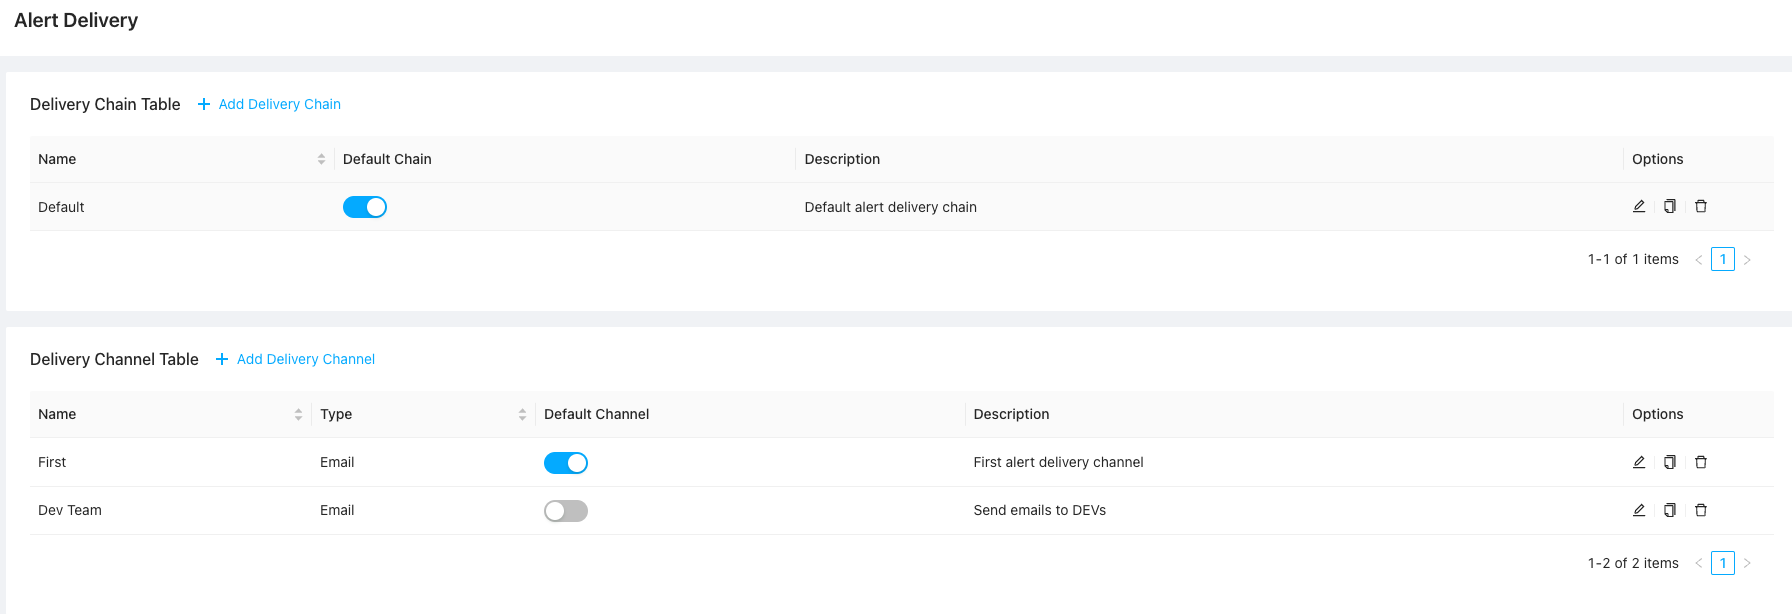 Alert Delivery
Delivery Chain Table + Add Delivery Chain
Name Default Chain Description Options
Default Default alert delivery chain
1-1 of 1 items < 1 >
Delivery Channel Table + Add Delivery Channel
Name Type Default Channel Description Options
First Email First alert delivery channel
Dev Team Email Send emails to DEVs
1-2 of 2 items < 1 >